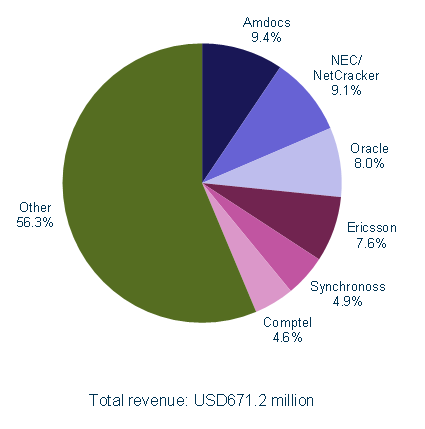 Amdocs
9.4%
NEC/
NetCracker
9.1%
Oracle
8.0%
Ericsson
7.6%
Synchronoss
4.9%
Comptel
4.6%
Other
56.3%
Total revenue: USD671.2 million